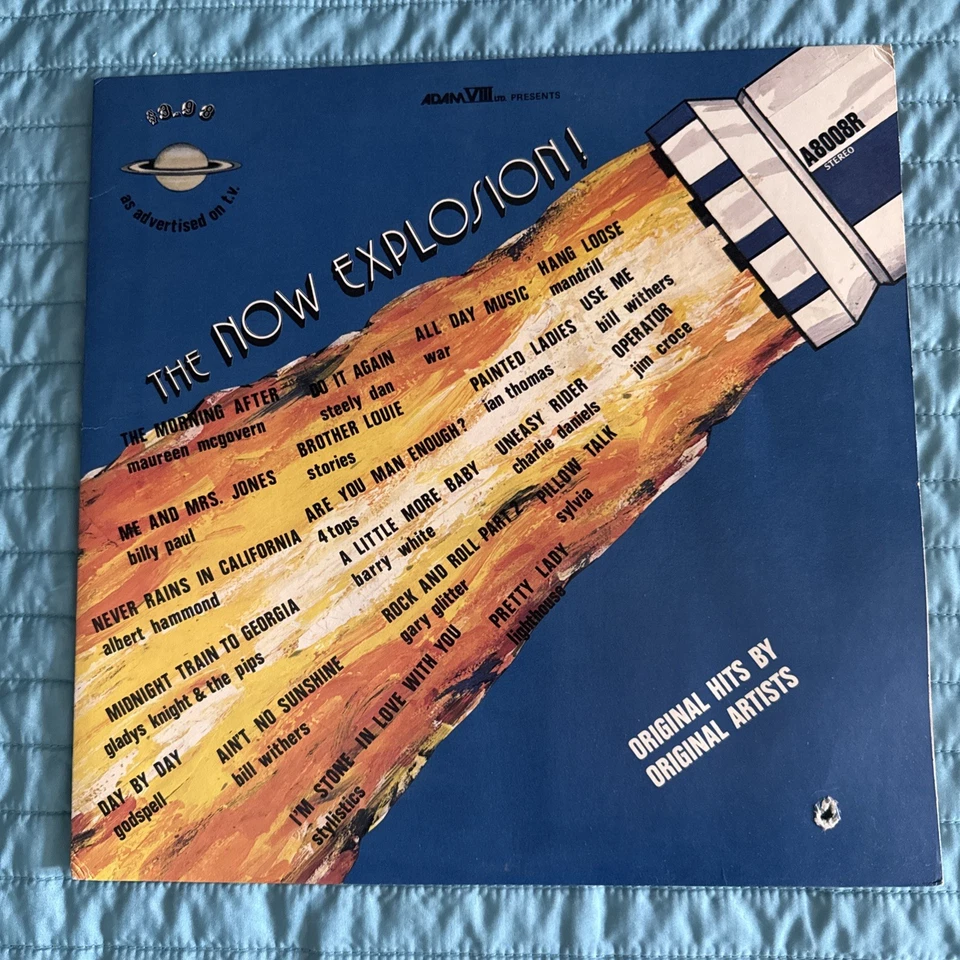 $3.98
as advertised on t.v.
ADAM VIII LTD. PRESENTS
A8008R
STEREO
THE NOW EXPLOSION!
THE MORNING AFTER
maureen mcgovern
DO IT AGAIN
steely dan
ALL DAY MUSIC
war
HANG LOOSE
mandrill
ME AND MRS. JONES
billy paul
BROTHER LOUIE
stories
PAINTED LADIES
ian thomas
USE ME
bill withers
NEVER RAINS IN CALIFORNIA
albert hammond
ARE YOU MAN ENOUGH?
4 tops
UNEASY RIDER
charlie daniels
OPERATOR
jim croce
MIDNIGHT TRAIN TO GEORGIA
gladys knight & the pips
A LITTLE MORE BABY
barry white
ROCK AND ROLL PART 2
gary glitter
PILLOW TALK
sylvia
DAY BY DAY
godspell
AIN'T NO SUNSHINE
bill withers
I'M STONE IN LOVE WITH YOU
stylistics
PRETTY LADY
lighthouse
ORIGINAL HITS BY
ORIGINAL ARTISTS